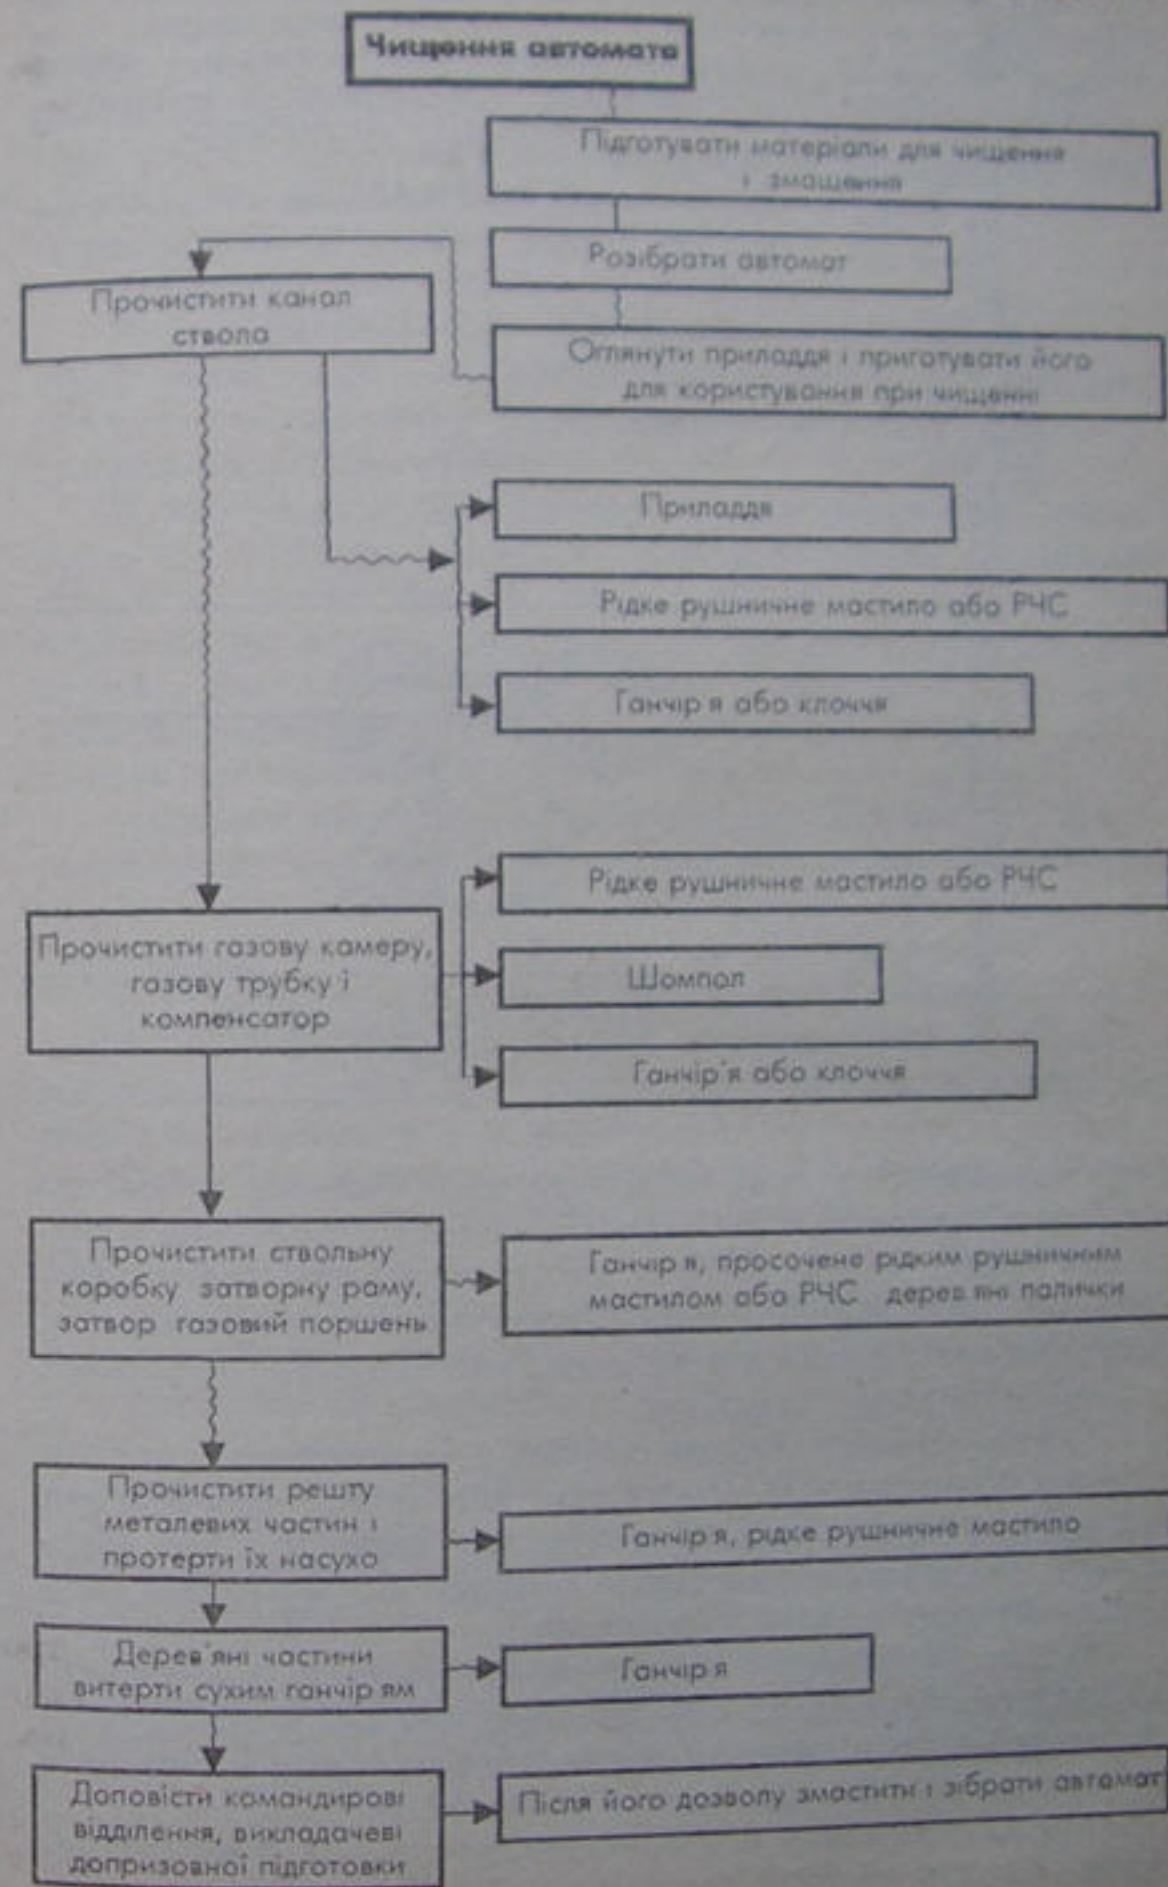 Чищення автомата
Підготувати матеріали для чищення
і змащення
Розібрати автомат
Оглянути приладдя і приготувати його
для користування при чищенні
Прочистити канал
ствола
Приладдя
Рідке рушничне мастило або РЧС
Ганчір я або клоччя
Прочистити газову камеру,
газову трубку і
компенсатор
Рідке рушничне мастило або РЧС
Шомпол
Ганчір'я або клоччя
Прочистити ствольну
коробку затворну раму,
затвор газовий поршень
Ганчір я, просочене рідким рушничним
мастилом або РЧС дерев яні палички
Прочистити решту
металевих частин і
протерти їх насухо
Ганчір я, рідке рушничне мастило
Дерев'яні частини
витерти сухим ганчір ям
Ганчір я
Доповісти командирові
відділення, викладачеві
допризовної підготовки
Після його дозволу змастити і зібрати автомат